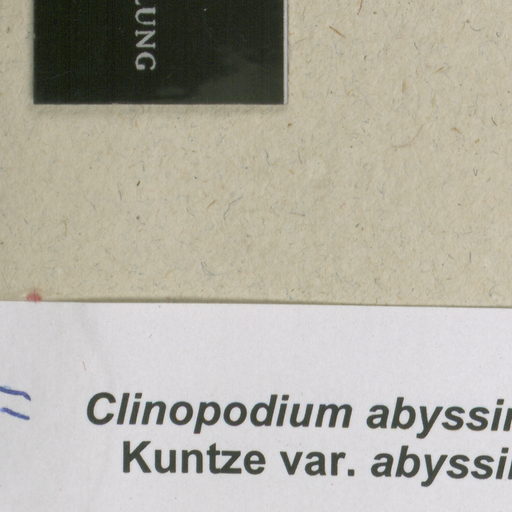 LUNG
Clinopodium abyssin
Kuntze var. abyssi